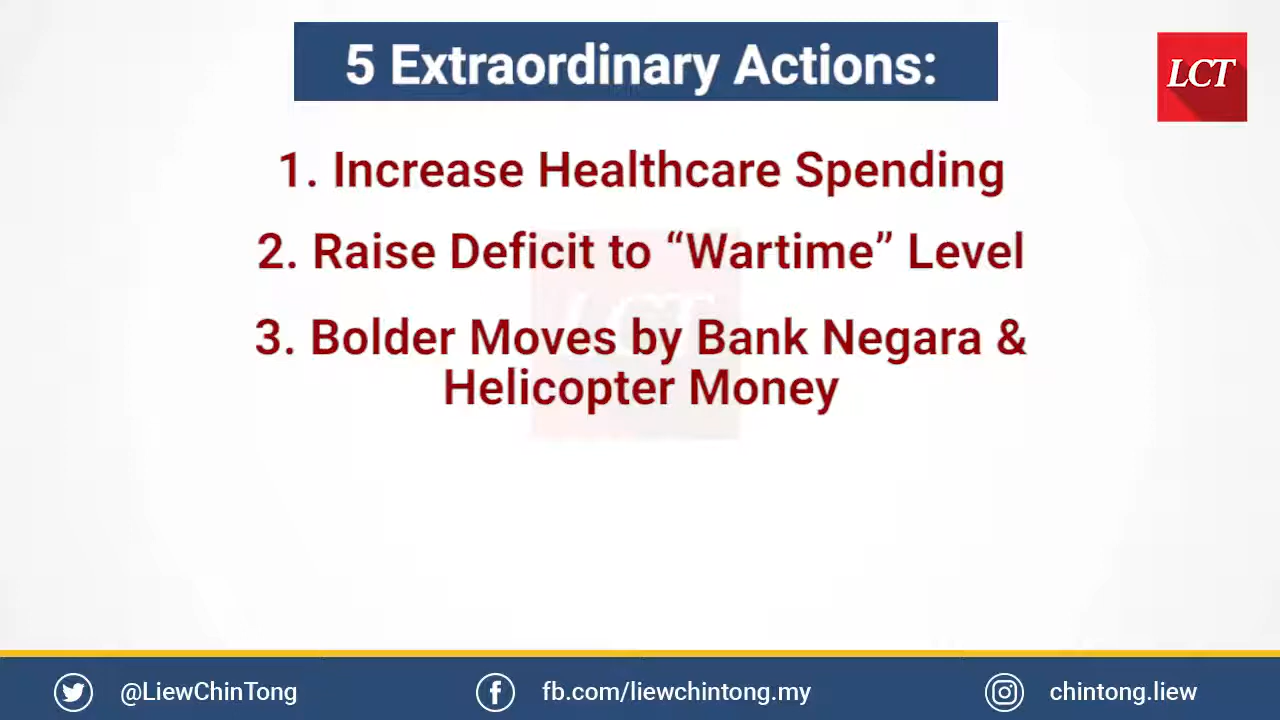 5 Extraordinary Actions:
LCT
1. Increase Healthcare Spending
2. Raise Deficit to “Wartime” Level
LCT
3. Bolder Moves by Bank Negara &
Helicopter Money
@LiewChinTong
fb.com/liewchintong.my
chintong.liew